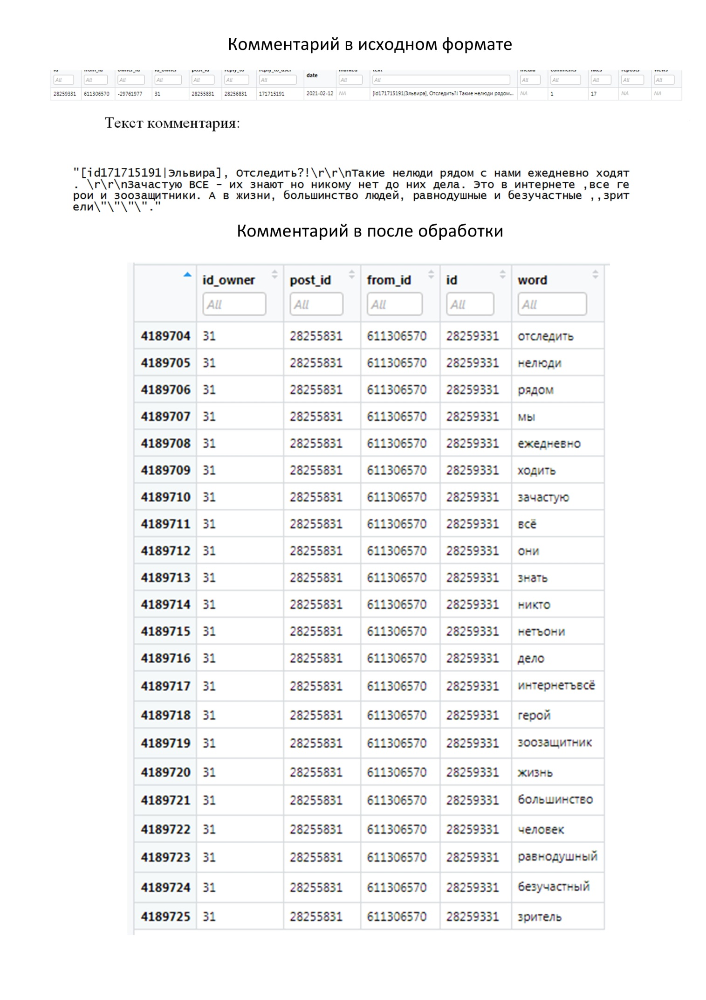 Комментарий в исходном формате
id from_id owner_id id_owner post_id reply_to reply_to_user date marked text media comments likes reposts views
All All All All All All All All All All All All All All
28259331 611306570 -29761977 31 28255831 28256831 171715191 2021-02-12 NA [id171715191|Эльвира], Отследить?! Такие нелюди рядом... NA 1 17 NA NA
Текст комментария:
"[id171715191|Эльвира], Отследить?!\r\r\nТакие нелюди рядом с нами ежедневно ходят
. \r\r\nЗачастую ВСЕ – их знают но никому нет до них дела. Это в интернете ,все ге
рои и зоозащитники. А в жизни, большинство людей, равнодушные и безучастные ,,зрит
ели\"\"\"\"."
Комментарий в после обработки
id_owner post_id from_id id word
All All All All All
4189704 31 28255831 611306570 28259331 отследить
4189705 31 28255831 611306570 28259331 нелюди
4189706 31 28255831 611306570 28259331 рядом
4189707 31 28255831 611306570 28259331 мы
4189708 31 28255831 611306570 28259331 ежедневно
4189709 31 28255831 611306570 28259331 ходить
4189710 31 28255831 611306570 28259331 зачастую
4189711 31 28255831 611306570 28259331 всё
4189712 31 28255831 611306570 28259331 они
4189713 31 28255831 611306570 28259331 знать
4189714 31 28255831 611306570 28259331 никто
4189715 31 28255831 611306570 28259331 нетъони
4189716 31 28255831 611306570 28259331 дело
4189717 31 28255831 611306570 28259331 интернетъвсё
4189718 31 28255831 611306570 28259331 герой
4189719 31 28255831 611306570 28259331 зоозащитник
4189720 31 28255831 611306570 28259331 жизнь
4189721 31 28255831 611306570 28259331 большинство
4189722 31 28255831 611306570 28259331 человек
4189723 31 28255831 611306570 28259331 равнодушный
4189724 31 28255831 611306570 28259331 безучастный
4189725 31 28255831 611306570 28259331 зритель